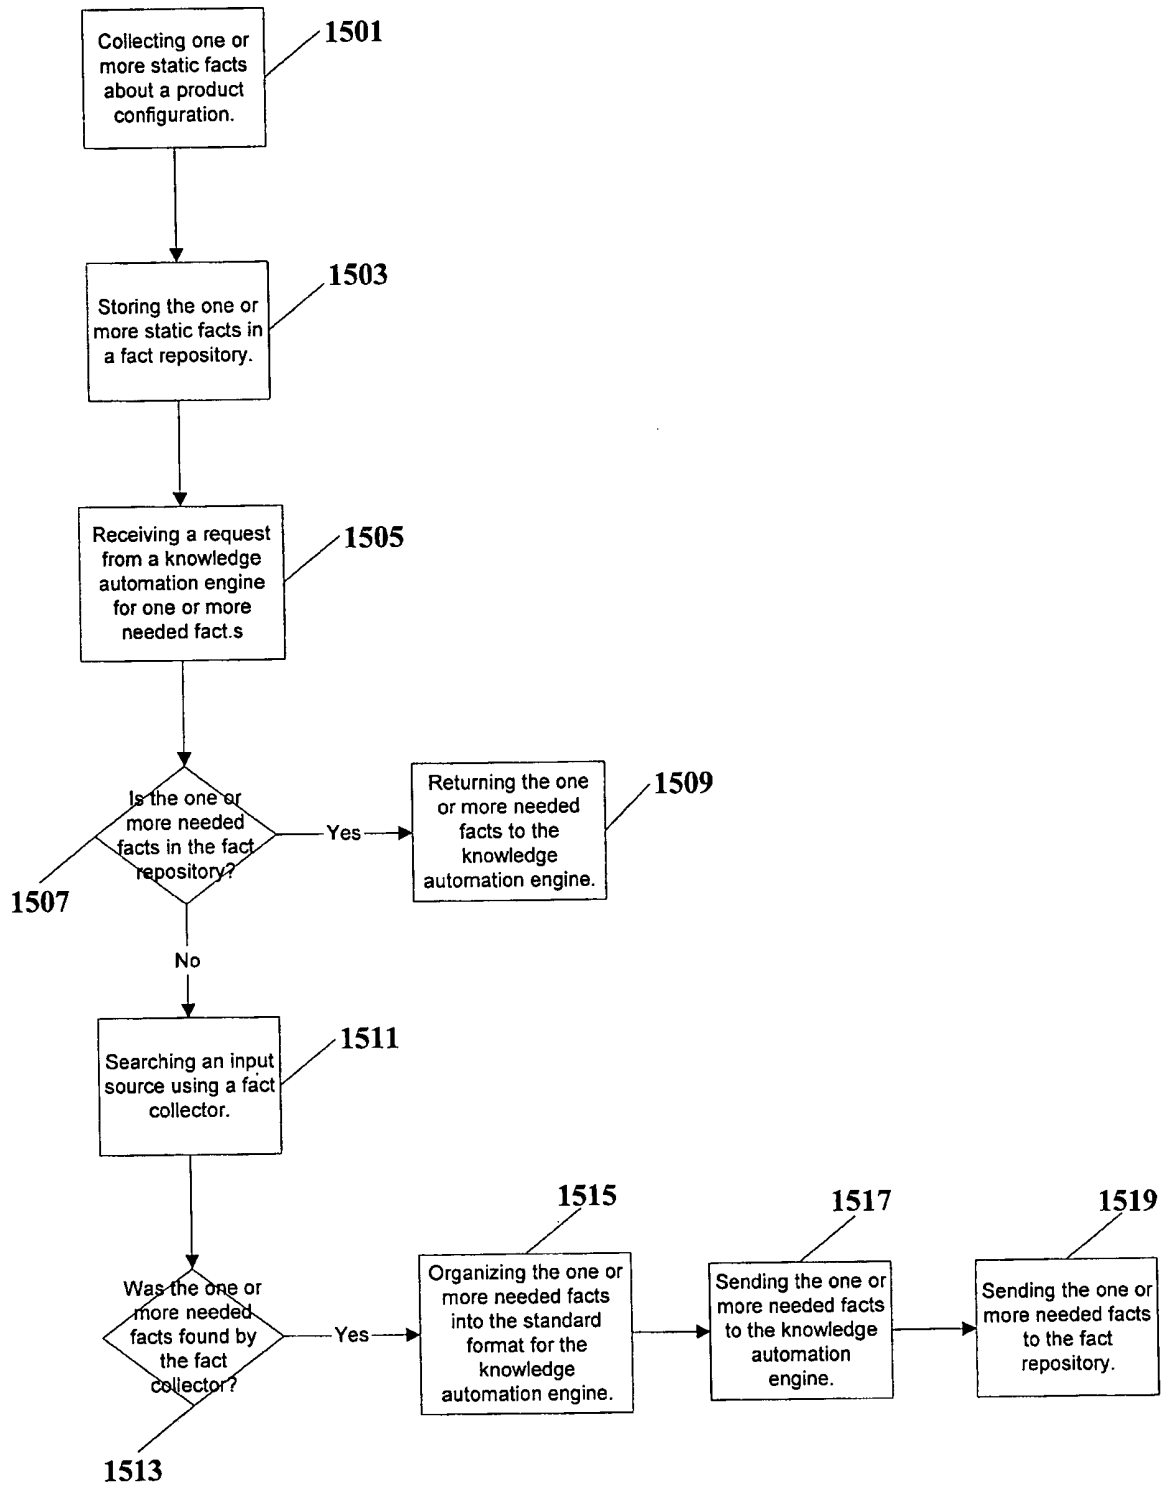 Collecting one or
more static facts
about a product
configuration.
1501
Storing the one or
more static facts in
a fact repository.
1503
Receiving a request
from a knowledge
automation engine
for one or more
needed fact.s
1505
Is the one or
more needed
facts in the fact
repository?
1507
Yes
Returning the one
or more needed
facts to the
knowledge
automation engine.
1509
No
Searching an input
source using a fact
collector.
1511
Was the one or
more needed
facts found by
the fact
collector?
1513
Yes
Organizing the one or
more needed facts
into the standard
format for the
knowledge
automation engine.
1515
Sending the one or
more needed facts
to the knowledge
automation
engine.
1517
Sending the one or
more needed facts
to the fact
repository.
1519